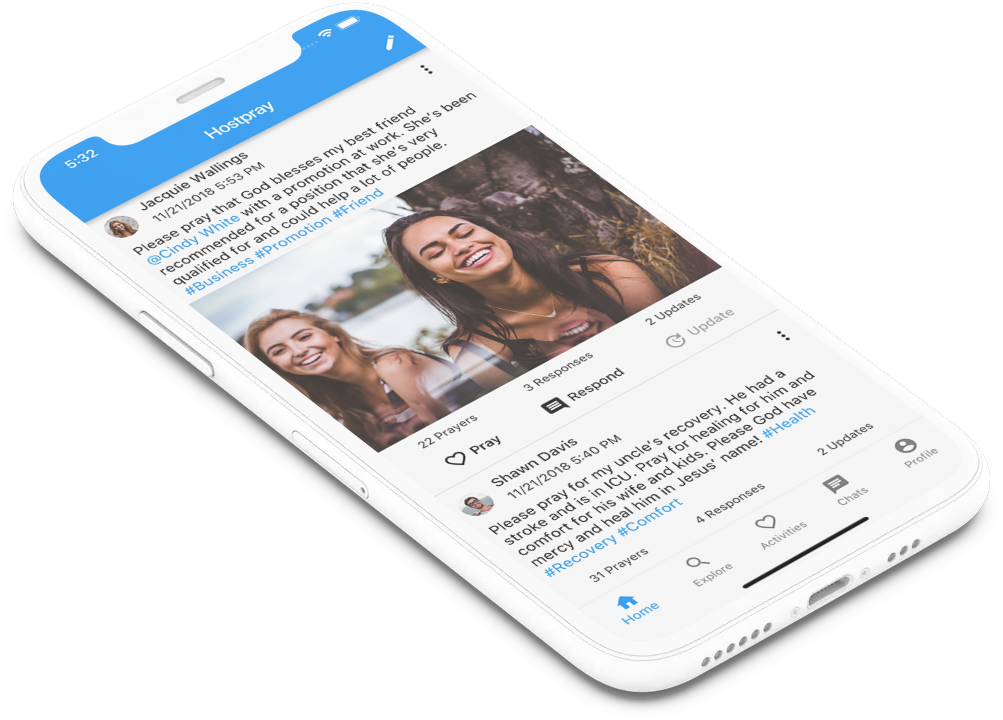 5:32
Hostpray
Jacquie Wallings
11/21/2018 5:53 PM
Please pray that God blesses my best friend
@Cindy White with a promotion at work. She's been
recommended for a position that she's very
qualified for and could help a lot of people.
#Business #Promotion #Friend
22 Prayers 3 Responses 2 Updates
Pray Respond Update
Shawn Davis
11/21/2018 5:40 PM
Please pray for my uncle's recovery. He had a
stroke and is in ICU. Pray for healing for him and
comfort for his wife and kids. Please God have
mercy and heal him in Jesus' name! #Health
#Recovery #Comfort
31 Prayers 4 Responses 2 Updates
Home Explore Activities Chats Profile